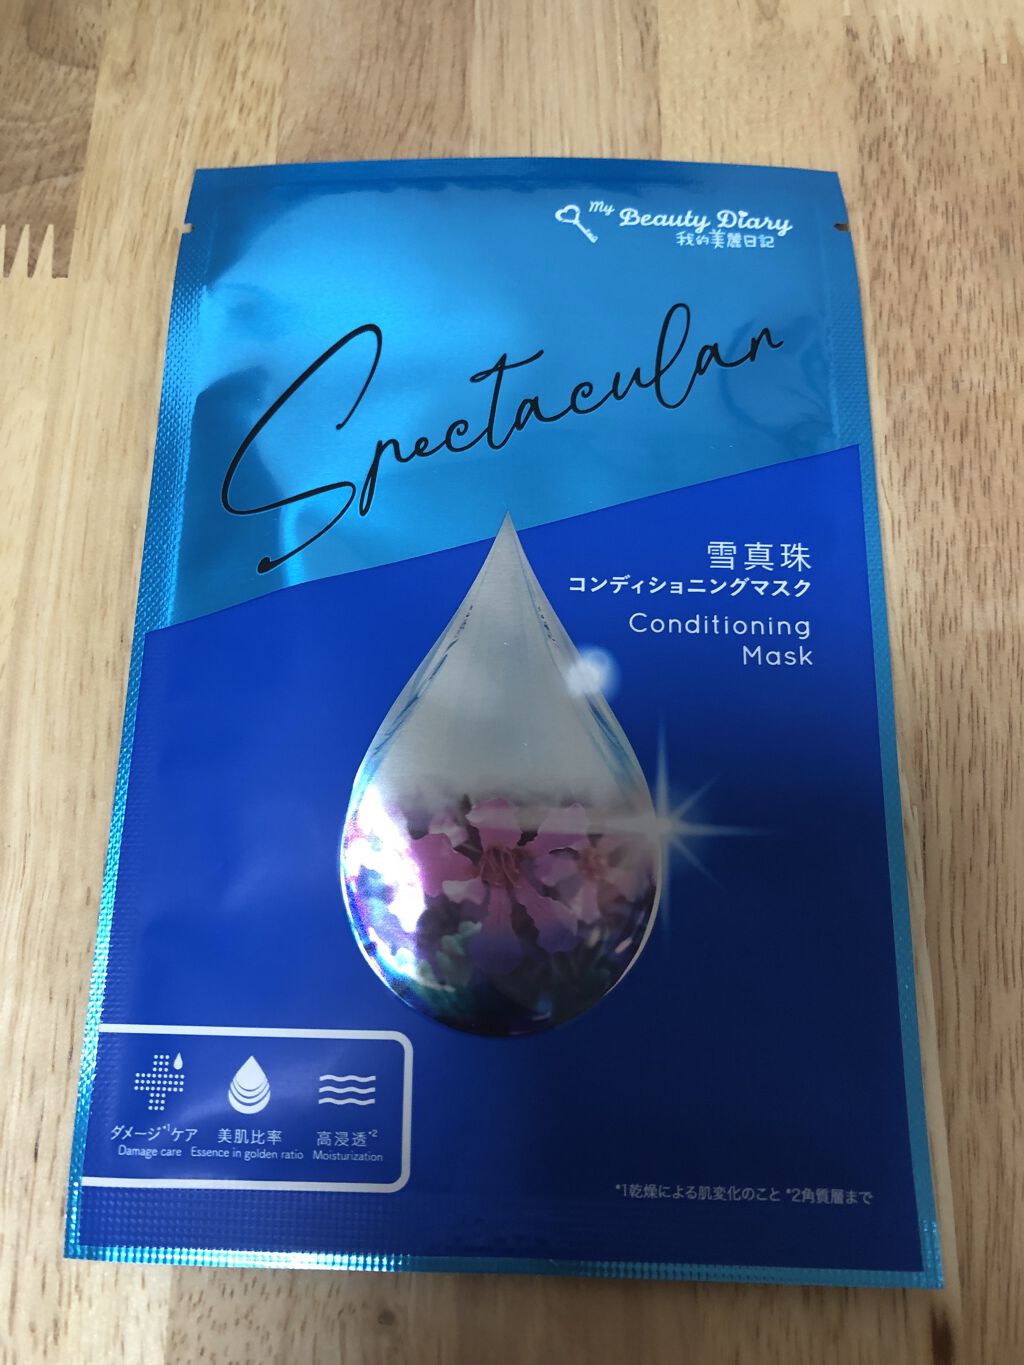 My Beauty Diary
我的美麗日記
Spectacular
雪真珠
コンディショニングマスク
Conditioning
Mask
ダメージ*1ケア 美肌比率 高浸透*2
Damage care Essence in golden ratio Moisturization
*1乾燥による肌変化のこと *2角質層まで